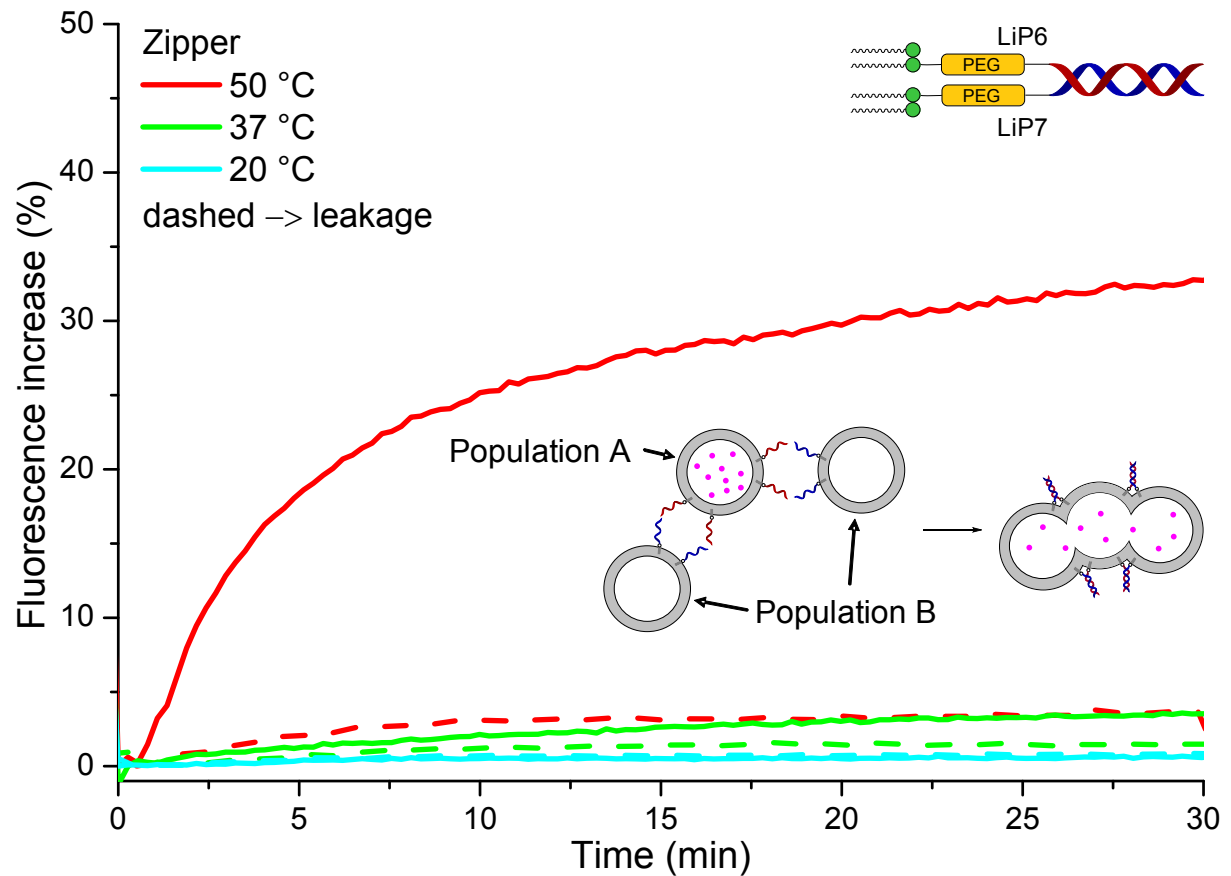 Zipper
50 °C
37 °C
20 °C
dashed –> leakage
LiP6
PEG
PEG
LiP7
Population A
Population B
Fluorescence increase (%)
50
40
30
20
10
0
0
5
10
15
20
25
30
Time (min)